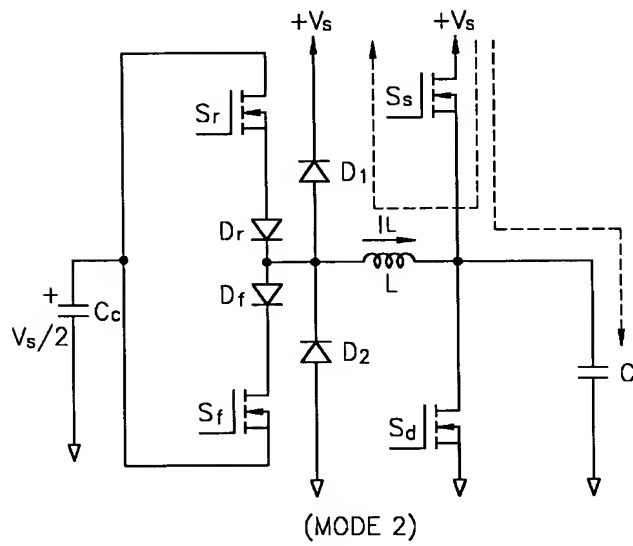 +Vs +Vs
Sr
Ss
D1
Dr
IL
L
Df
+
Cc
Vs/2
D2
C
Sf
Sd
(MODE 2)